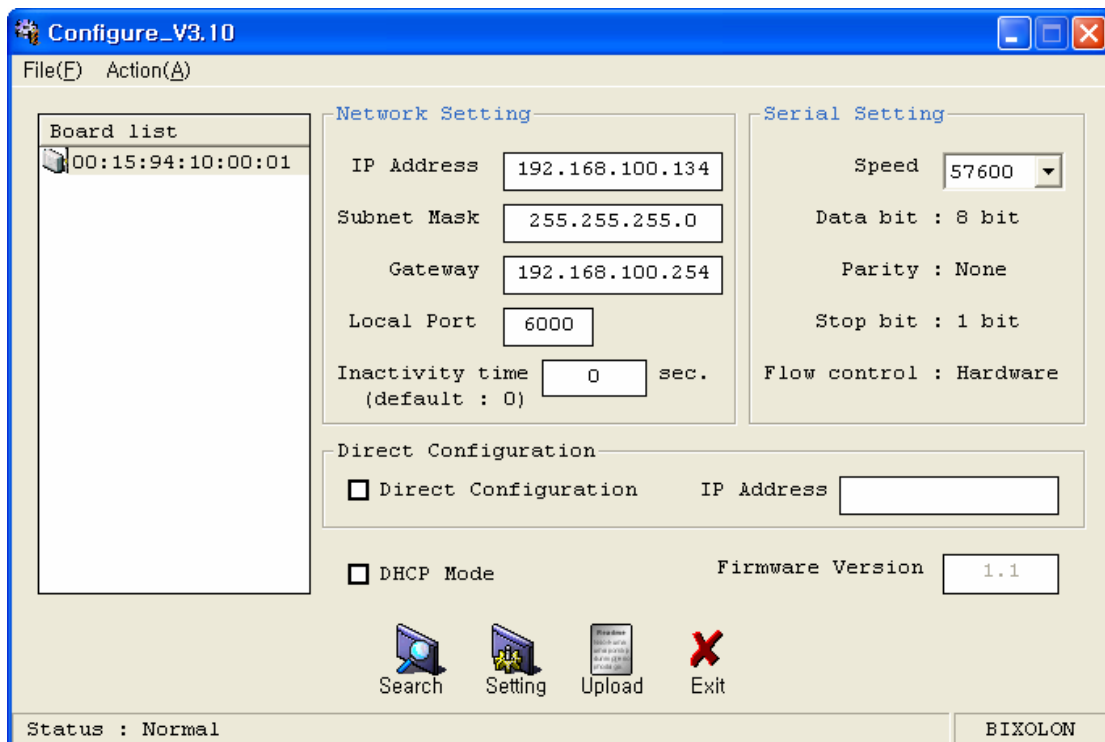 Configure_V3.10
File(F) Action(A)
Board list
00:15:94:10:00:01
Network Setting
IP Address 192.168.100.134
Subnet Mask 255.255.255.0
Gateway 192.168.100.254
Local Port 6000
Inactivity time 0 sec.
(default : 0)
Serial Setting
Speed 57600
Data bit : 8 bit
Parity : None
Stop bit : 1 bit
Flow control : Hardware
Direct Configuration
Direct Configuration IP Address
DHCP Mode Firmware Version 1.1
Readme
Search Setting Upload Exit
Status : Normal BIXOLON